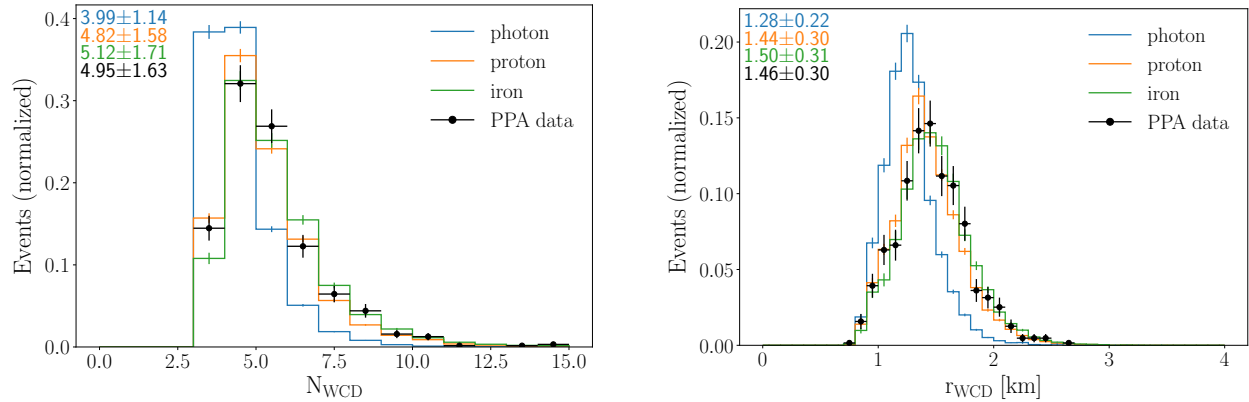 3.99±1.14
4.82±1.58
5.12±1.71
4.95±1.63
photon
proton
iron
PPA data
Events (normalized)
0.4
0.3
0.2
0.1
0.0
0.0 2.5 5.0 7.5 10.0 12.5 15.0
N_WCD
1.28±0.22
1.44±0.30
1.50±0.31
1.46±0.30
photon
proton
iron
PPA data
Events (normalized)
0.20
0.15
0.10
0.05
0.00
0 1 2 3 4
r_WCD [km]